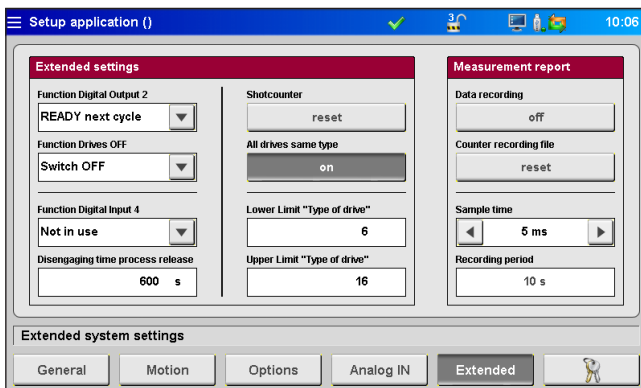 Setup application ()
3
10:06
Extended settings
Function Digital Output 2
READY next cycle
Function Drives OFF
Switch OFF
Function Digital Input 4
Not in use
Disengaging time process release
600 s
Shotcounter
reset
All drives same type
on
Lower Limit "Type of drive"
6
Upper Limit "Type of drive"
16
Measurement report
Data recording
off
Counter recording file
reset
Sample time
5 ms
Recording period
10 s
Extended system settings
General
Motion
Options
Analog IN
Extended